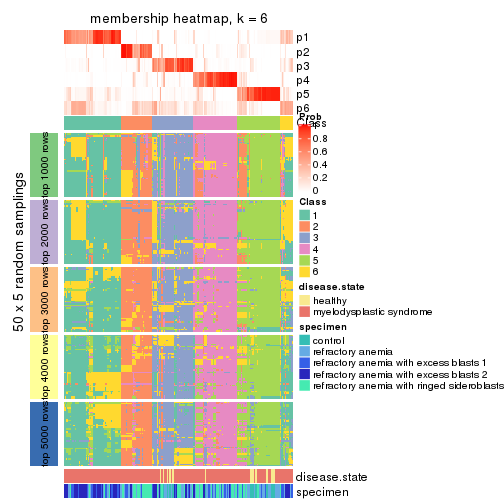 membership heatmap, k = 6
p1
p2
p3
p4
p5
p6
Class
Prob
1
0.8
0.6
0.4
0.2
0
50 x 5 random samplings
top 1000 rows
top 2000 rows
top 3000 rows
top 4000 rows
top 5000 rows
Class
1
2
3
4
5
6
disease.state
healthy
myelodysplastic syndrome
specimen
control
refractory anemia
refractory anemia with excess blasts 1
refractory anemia with excess blasts 2
refractory anemia with ringed sideroblasts
disease.state
specimen